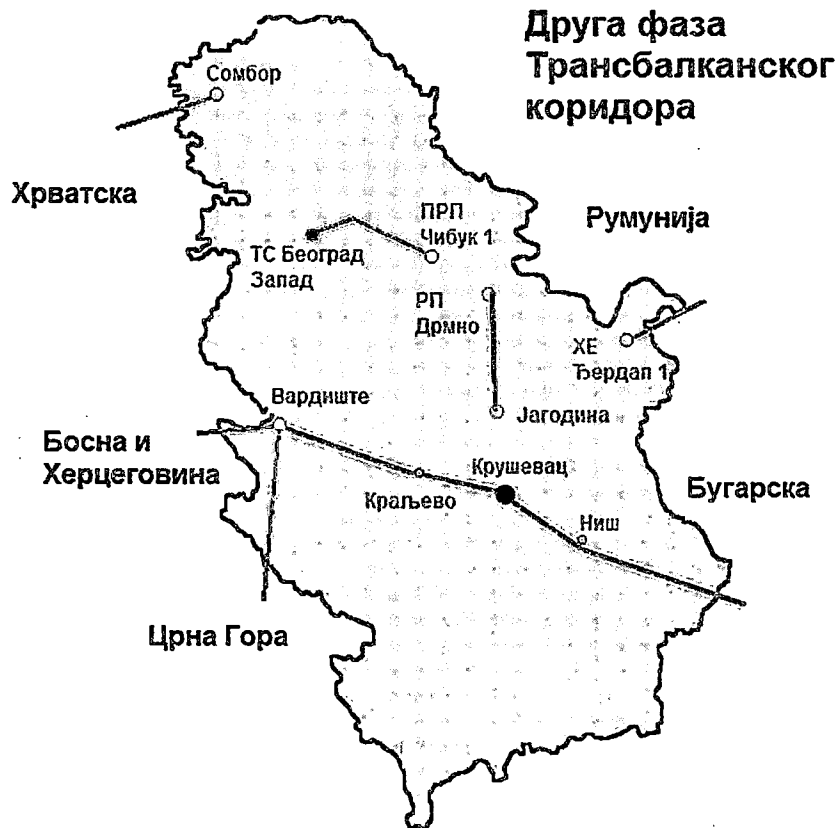 Друга фаза
Трансбалканског
коридора
Сомбор
Хрватска
ПРП
Чибук 1
Румунија
ТС Београд
Запад
РП
Дрмно
ХЕ
Ђердап 1
Вардиште
Јагодина
Босна и
Херцеговина
Крушевац
Бугарска
Краљево
Ниш
Црна Гора